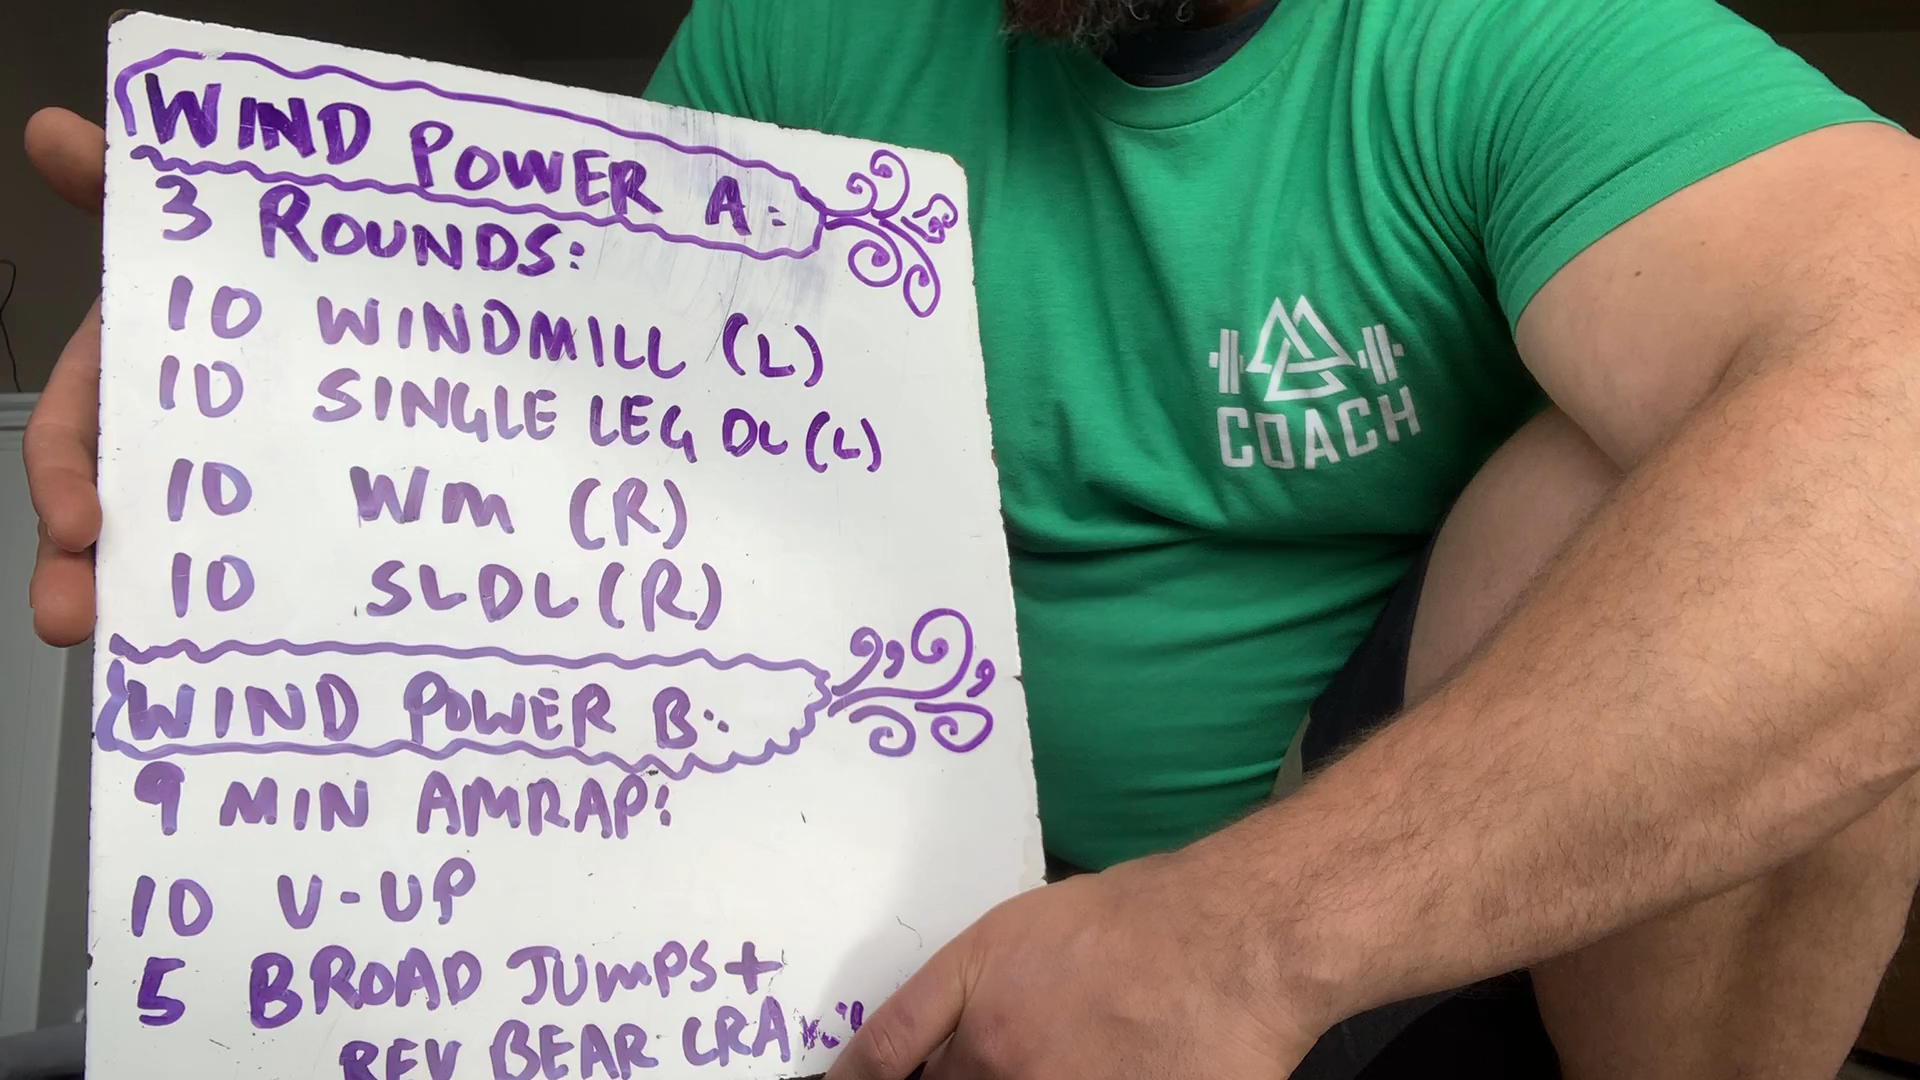 WIND POWER A:
3 ROUNDS:
10 WINDMILL (L)
10 SINGLE LEG DL (L)
10 WM (R)
10 SLDL (R)
WIND POWER B:
9 MIN AMRAP:
10 V-UP
5 BROAD JUMPS +
REV BEAR
COACH